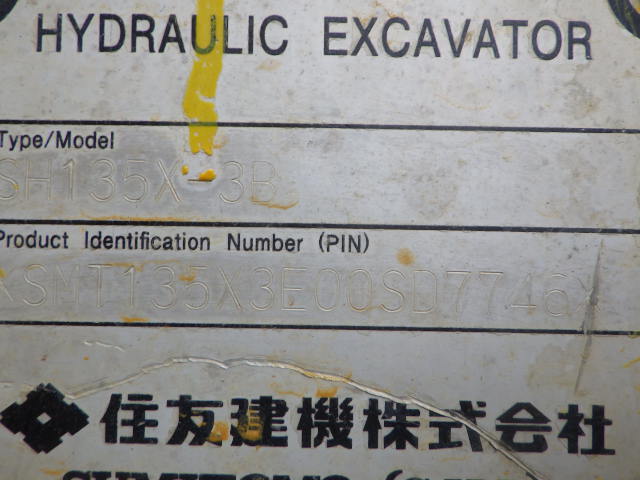 HYDRAULIC EXCAVATOR
Type/Model
SH135X-3B
Product Identification Number (PIN)
*SMT135X3E00SD7746*
住友建機株式会社